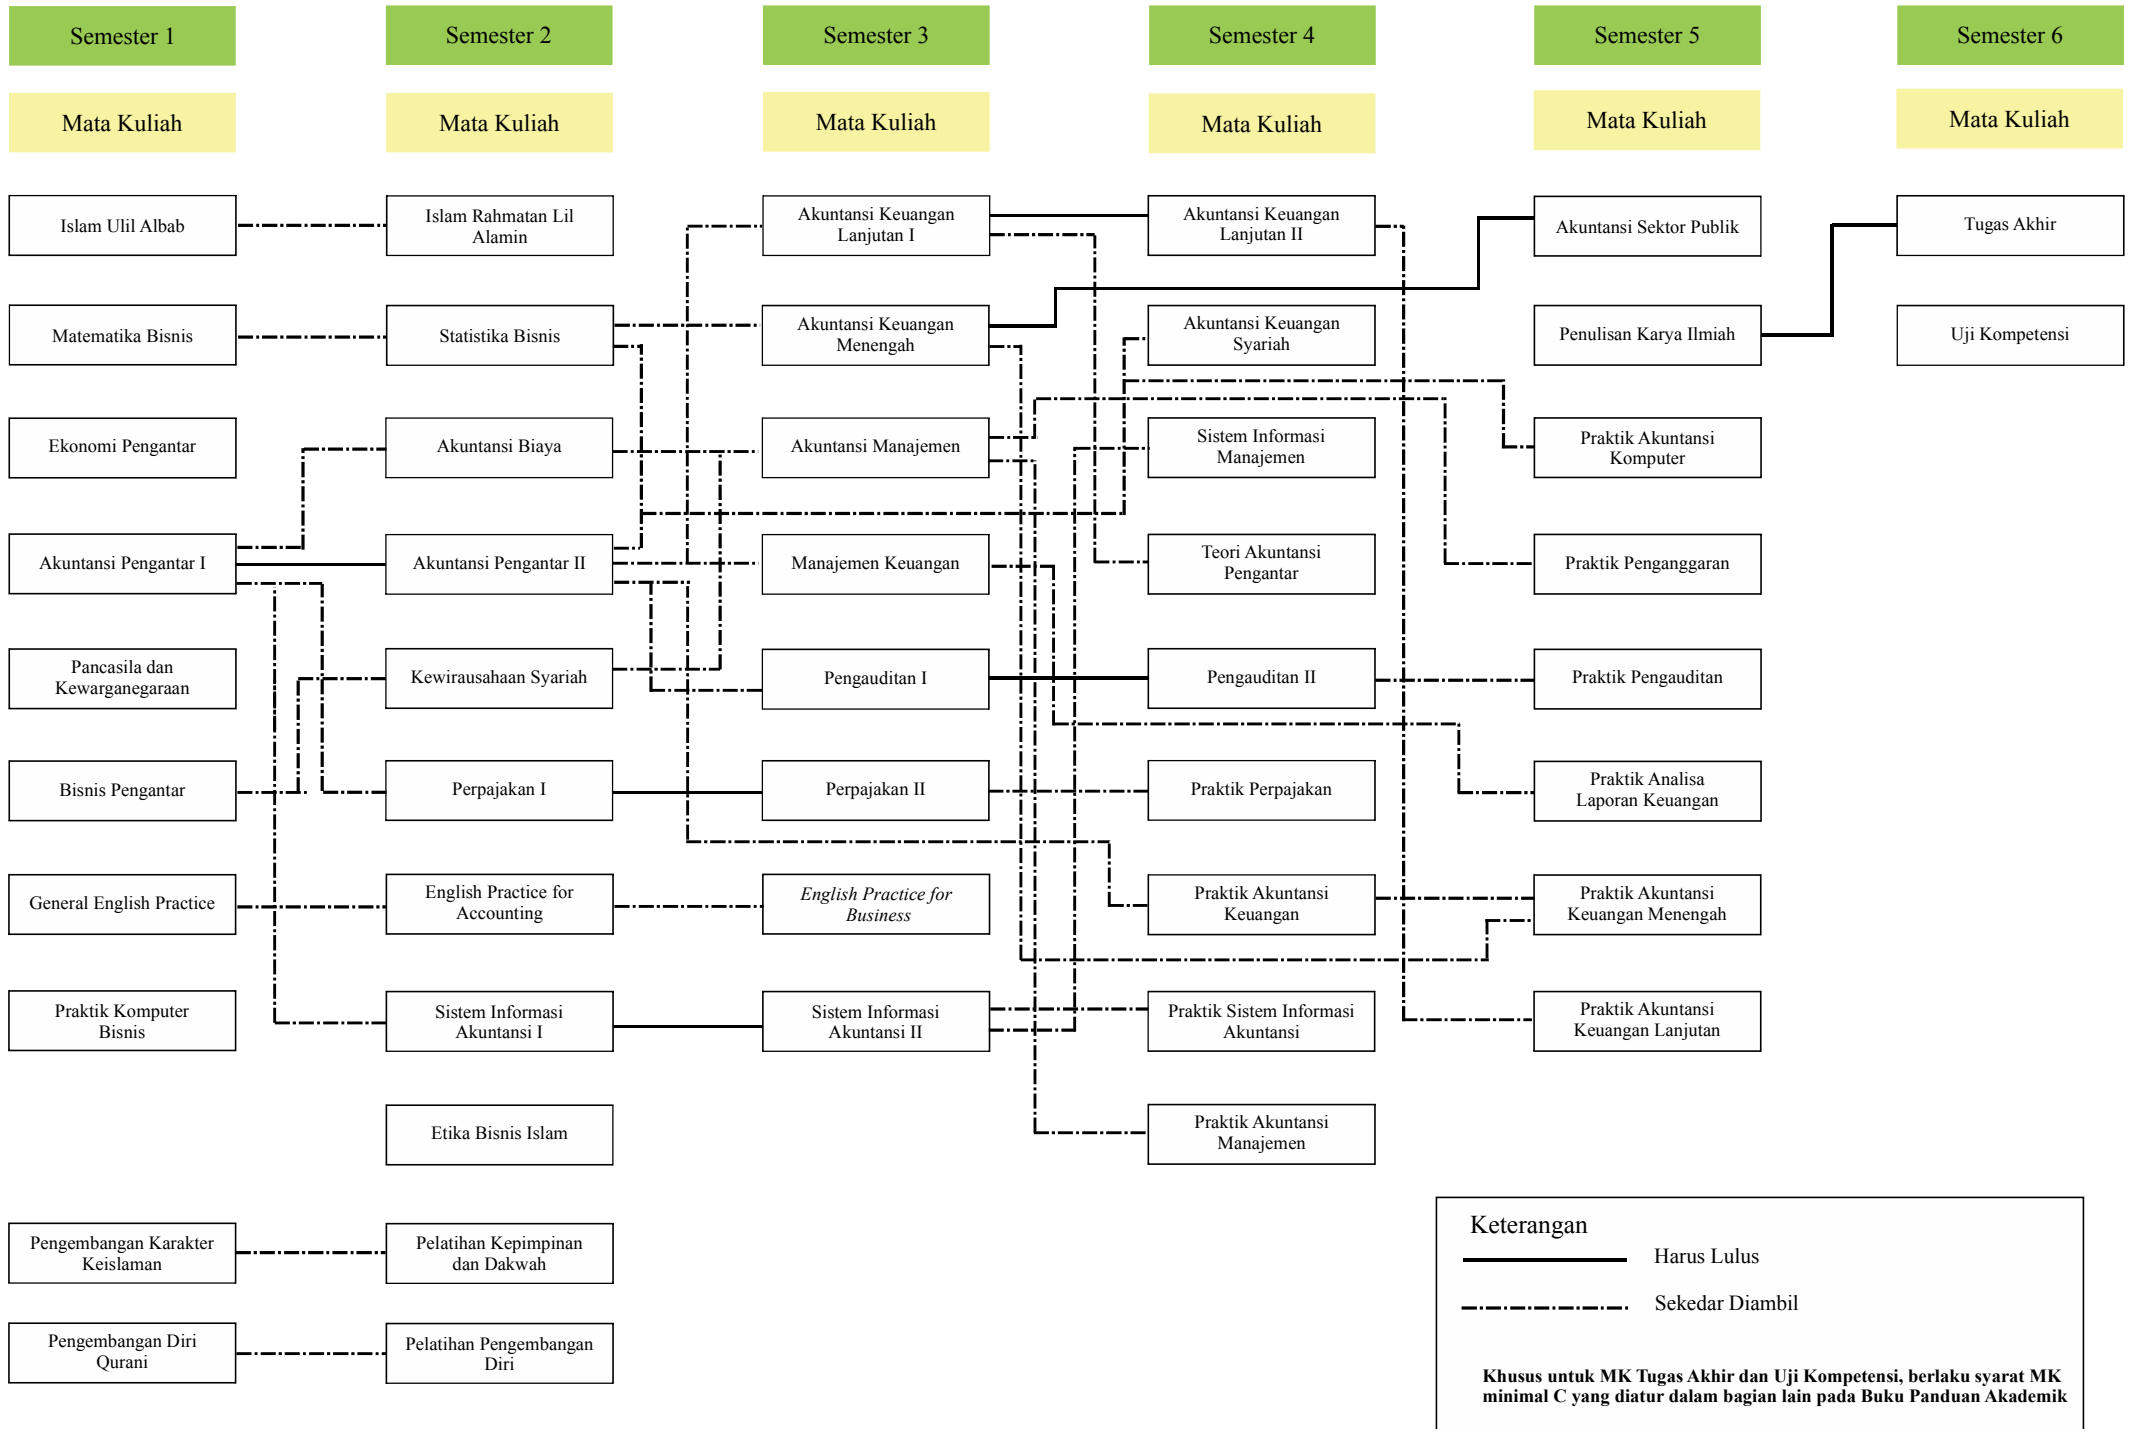 Semester 1
Semester 2
Semester 3
Semester 4
Semester 5
Semester 6
Mata Kuliah
Mata Kuliah
Mata Kuliah
Mata Kuliah
Mata Kuliah
Mata Kuliah
Islam Ulil Albab
Islam Rahmatan Lil
Alamin
Akuntansi Keuangan
Lanjutan I
Akuntansi Keuangan
Lanjutan II
Akuntansi Sektor Publik
Tugas Akhir
Matematika Bisnis
Statistika Bisnis
Akuntansi Keuangan
Menengah
Akuntansi Keuangan
Syariah
Penulisan Karya Ilmiah
Uji Kompetensi
Ekonomi Pengantar
Akuntansi Biaya
Akuntansi Manajemen
Sistem Informasi
Manajemen
Praktik Akuntansi
Komputer
Akuntansi Pengantar I
Akuntansi Pengantar II
Manajemen Keuangan
Teori Akuntansi
Pengantar
Praktik Penganggaran
Pancasila dan
Kewarganegaraan
Kewirausahaan Syariah
Pengauditan I
Pengauditan II
Praktik Pengauditan
Bisnis Pengantar
Perpajakan I
Perpajakan II
Praktik Perpajakan
Praktik Analisa
Laporan Keuangan
General English Practice
English Practice for
Accounting
English Practice for
Business
Praktik Akuntansi
Keuangan
Praktik Akuntansi
Keuangan Menengah
Praktik Komputer
Bisnis
Sistem Informasi
Akuntansi I
Sistem Informasi
Akuntansi II
Praktik Sistem Informasi
Akuntansi
Praktik Akuntansi
Keuangan Lanjutan
Etika Bisnis Islam
Praktik Akuntansi
Manajemen
Pengembangan Karakter
Keislaman
Pelatihan Kepimpinan
dan Dakwah
Pengembangan Diri
Qurani
Pelatihan Pengembangan
Diri
Keterangan
Harus Lulus
Sekedar Diambil
Khusus untuk MK Tugas Akhir dan Uji Kompetensi, berlaku syarat MK
minimal C yang diatur dalam bagian lain pada Buku Panduan Akademik